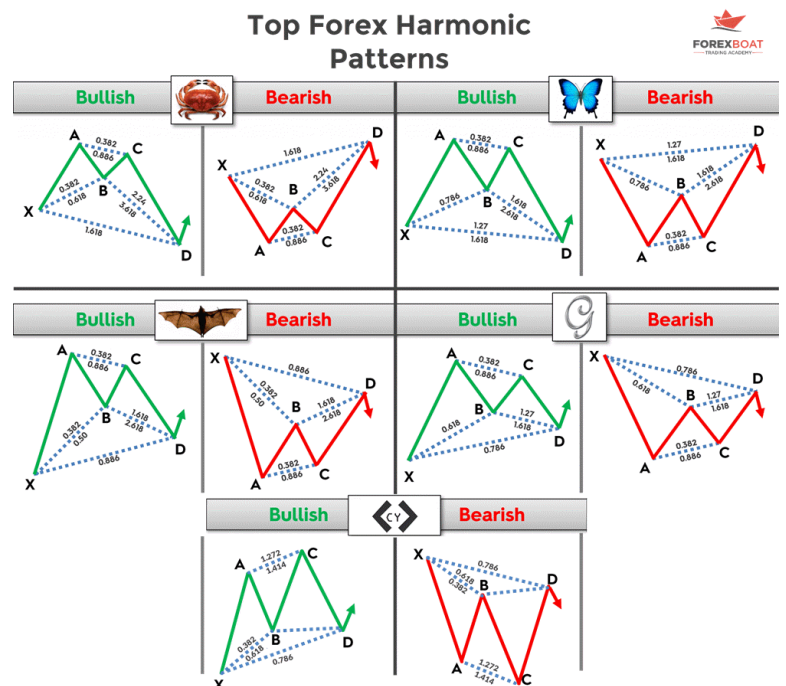 Top Forex Harmonic
Patterns
FOREXBOAT
TRADING ACADEMY
Bullish
Bearish
Bullish
Bearish
A
0.382
0.886
C
0.382
0.618
B
2.24
3.618
X
1.618
D
X
1.618
D
0.382
0.618
B
2.24
3.618
A
0.382
0.886
C
A
0.382
0.886
C
0.786
B
1.618
2.618
X
1.27
1.618
D
X
1.27
1.618
D
0.786
B
1.618
2.618
0.382
0.886
A
C
Bullish
Bearish
G
Bullish
Bearish
A
0.382
0.886
C
0.382
0.50
B
1.618
2.618
D
0.886
X
X
0.886
D
0.382
0.50
B
1.618
2.618
0.382
0.886
A
C
A
0.382
0.886
C
0.618
B
1.27
1.618
D
0.786
X
X
0.786
D
0.618
B
1.27
1.618
0.382
0.886
A
C
Bullish
CY
Bearish
A
1.272
1.414
C
0.382
0.618
B
D
0.786
X
X
0.786
D
0.618
0.382
B
A
1.272
1.414
C